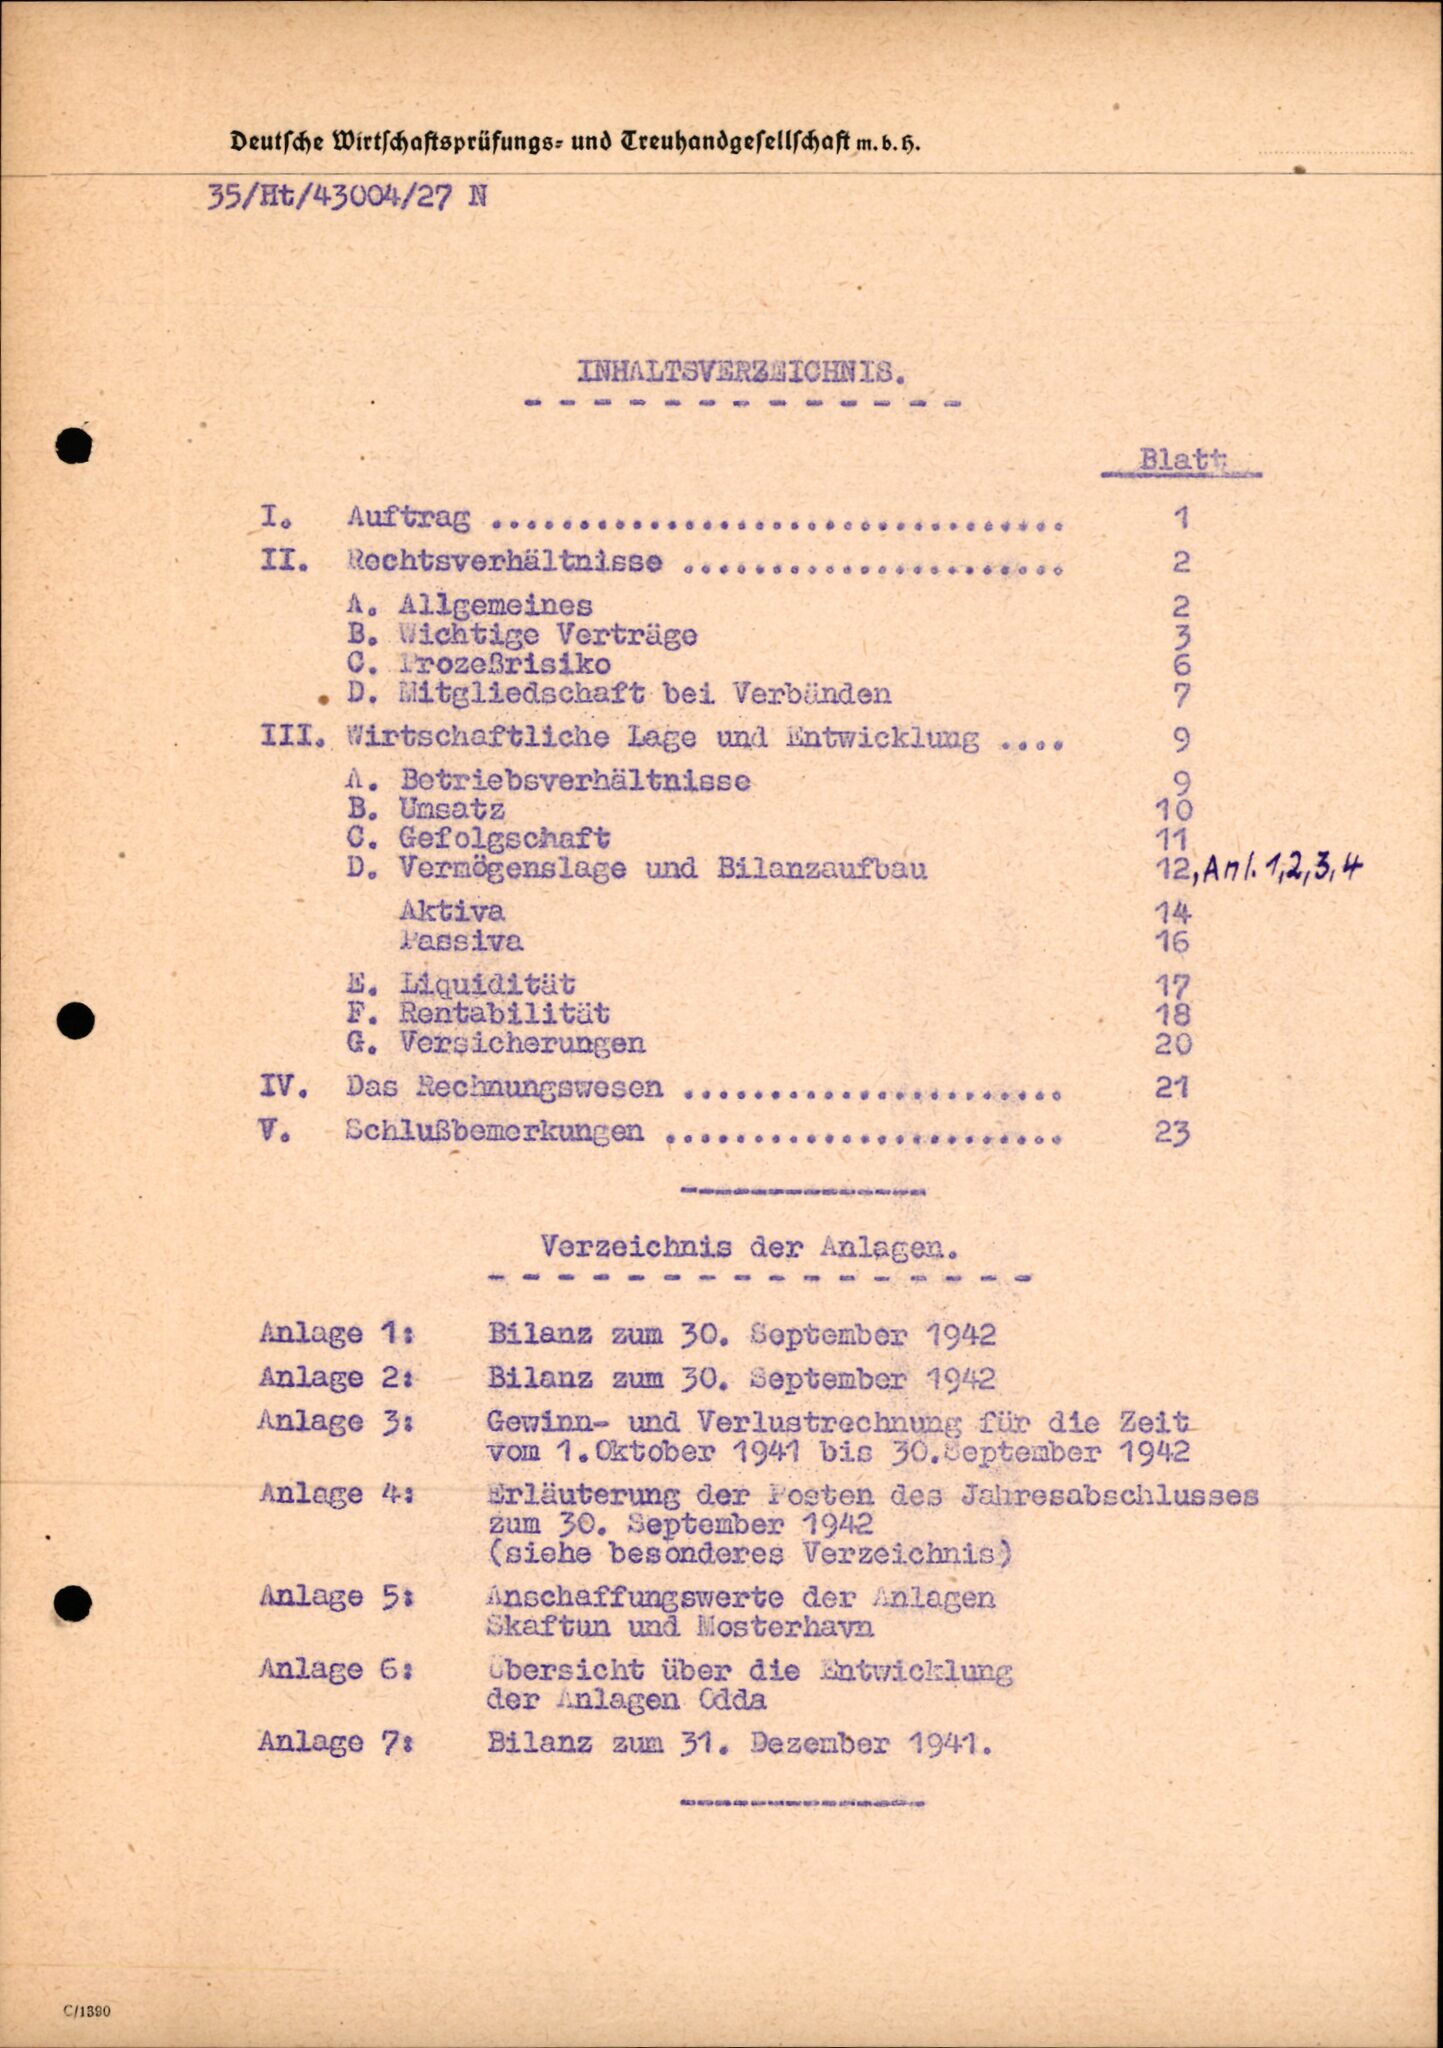 Deutsche Wirtschaftsprüfungs- und Treuhandgesellschaft m. b. H.
35/Ht/43004/27 N
INHALTSVERZEICHNIS.
Blatt
I. Auftrag ................................. 1
II. Rechtsverhältnisse ...................... 2
A. Allgemeines 2
B. Wichtige Verträge 3
C. Prozeßrisiko 6
D. Mitgliedschaft bei Verbänden 7
III. Wirtschaftliche Lage und Entwicklung .... 9
A. Betriebsverhältnisse 9
B. Umsatz 10
C. Gefolgschaft 11
D. Vermögenslage und Bilanzaufbau 12, Anl. 1,2,3,4
Aktiva 14
Passiva 16
E. Liquidität 17
F. Rentabilität 18
G. Versicherungen 20
IV. Das Rechnungswesen ...................... 21
V. Schlußbemerkungen ....................... 23
Verzeichnis der Anlagen.
Anlage 1: Bilanz zum 30. September 1942
Anlage 2: Bilanz zum 30. September 1942
Anlage 3: Gewinn- und Verlustrechnung für die Zeit
vom 1.Oktober 1941 bis 30.September 1942
Anlage 4: Erläuterung der Posten des Jahresabschlusses
zum 30. September 1942
(siehe besonderes Verzeichnis)
Anlage 5: Anschaffungswerte der Anlagen
Skaftun und Mosterhavn
Anlage 6: Übersicht über die Entwicklung
der Anlagen Odda
Anlage 7: Bilanz zum 31. Dezember 1941.
C/1390